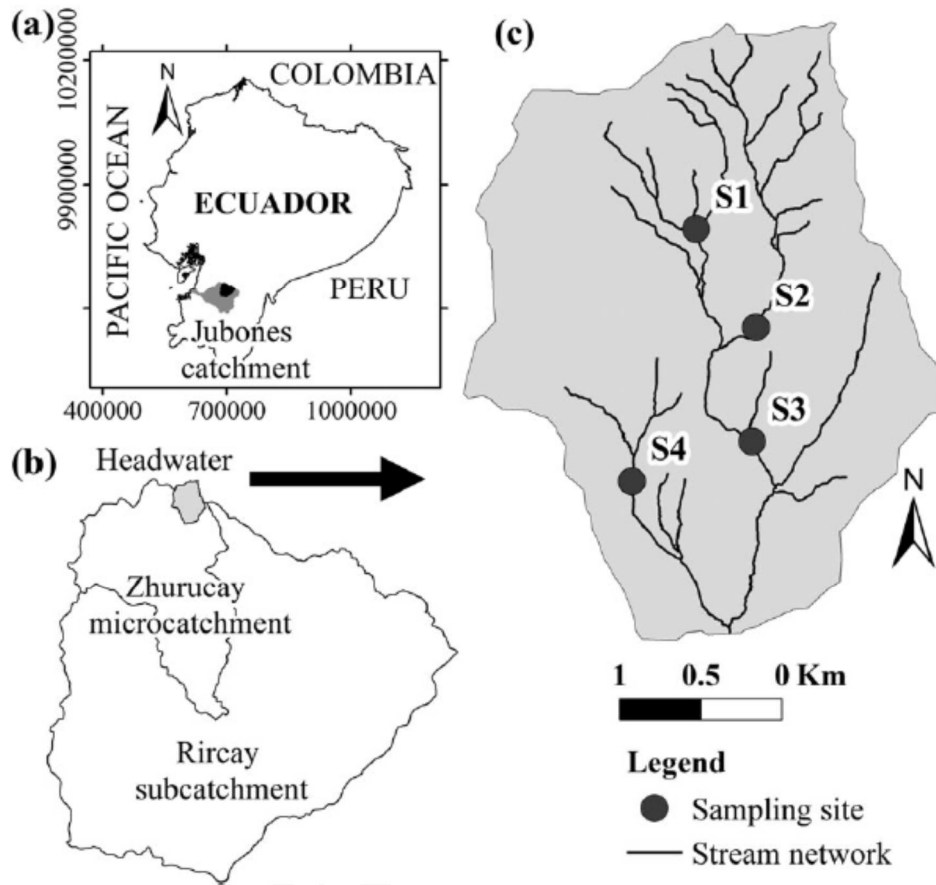 (a)
N
COLOMBIA
PACIFIC OCEAN
ECUADOR
PERU
Jubones
catchment
10200000
9900000
400000
700000
1000000
(b)
Headwater
Zhurucay
microcatchment
Rircay
subcatchment
(c)
S1
S2
S3
S4
N
1 0.5 0 Km
Legend
Sampling site
Stream network